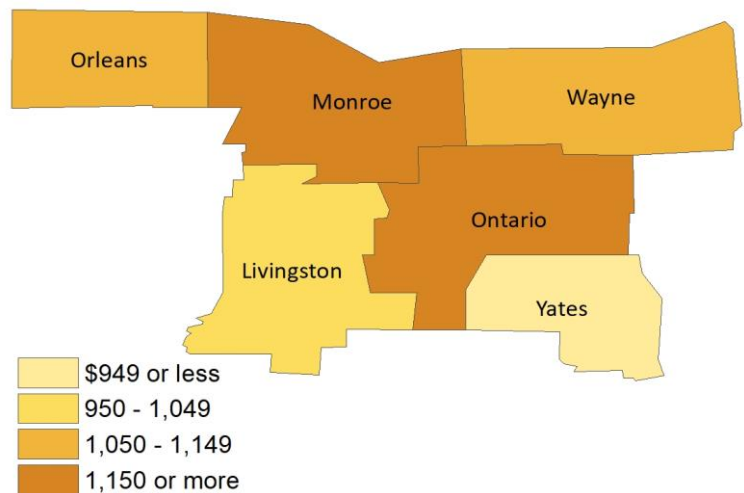 Orleans
Monroe
Wayne
Ontario
Livingston
Yates
$949 or less
950 - 1,049
1,050 - 1,149
1,150 or more